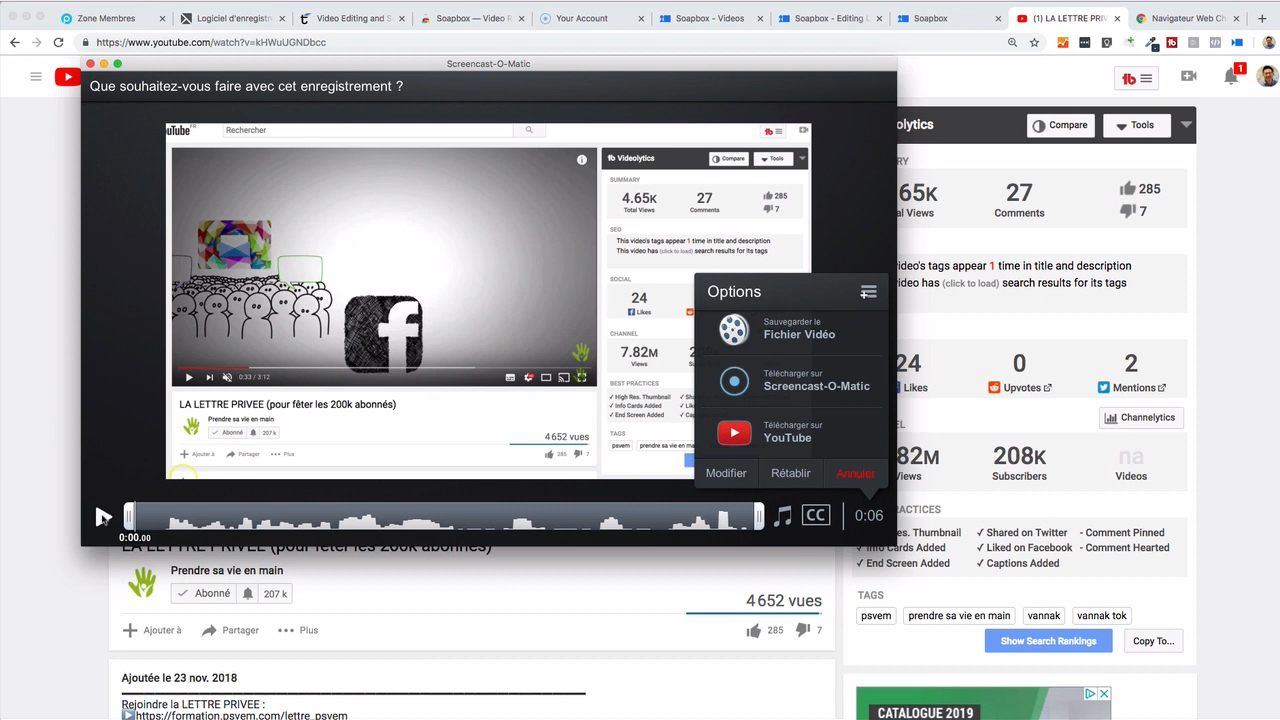 Zone Membres
Logiciel d'enregistre
Video Editing and S
Soapbox — Video R
Your Account
Soapbox - Videos
Soapbox - Editing L
Soapbox
(1) LA LETTRE PRIV
Navigateur Web Ch
https://www.youtube.com/watch?v=kHWuUGNDbcc
Screencast-O-Matic
Que souhaitez-vous faire avec cet enregistrement ?
1
Rechercher
Videolytics
Compare
Tools
SUMMARY
4.65K
Total Views
27
Comments
285
7
SEO
This video's tags appear 1 time in title and description
This video has (click to load) search results for its tags
SOCIAL
24
Likes
CHANNEL
7.82M
Views
BEST PRACTICES
✓ High Res. Thumbnail
✓ Info Cards Added
✓ End Screen Added
TAGS
psvem
0:33 / 3:12
LA LETTRE PRIVEE (pour fêter les 200k abonnés)
Prendre sa vie en main
Abonné
207 k
4 652 vues
Ajouter à
Partager
••• Plus
285
7
Options
Sauvegarder le
Fichier Vidéo
Télécharger sur
Screencast-O-Matic
Télécharger sur
YouTube
Modifier
Rétablir
Annuler
CC
0:06
0:00.00
olytics
Compare
Tools
RY
65K
al Views
27
Comments
285
7
deo's tags appear 1 time in title and description
deo has (click to load) search results for its tags
24
Likes
0
Upvotes
2
Mentions
Channelytics
EL
82M
Views
208K
Subscribers
na
Videos
RACTICES
Res. Thumbnail
✓ Shared on Twitter
- Comment Pinned
✓ Info Cards Added
✓ Liked on Facebook
- Comment Hearted
✓ End Screen Added
✓ Captions Added
TAGS
psvem
prendre sa vie en main
vannak
vannak tok
Show Search Rankings
Copy To...
LA LETTRE PRIVEE (pour fêter les 200k abonnés)
Prendre sa vie en main
Abonné
207 k
4 652 vues
Ajouter à
Partager
••• Plus
285
7
Ajoutée le 23 nov. 2018
Rejoindre la LETTRE PRIVEE :
https://formation.psvem.com/lettre_psvem
CATALOGUE 2019